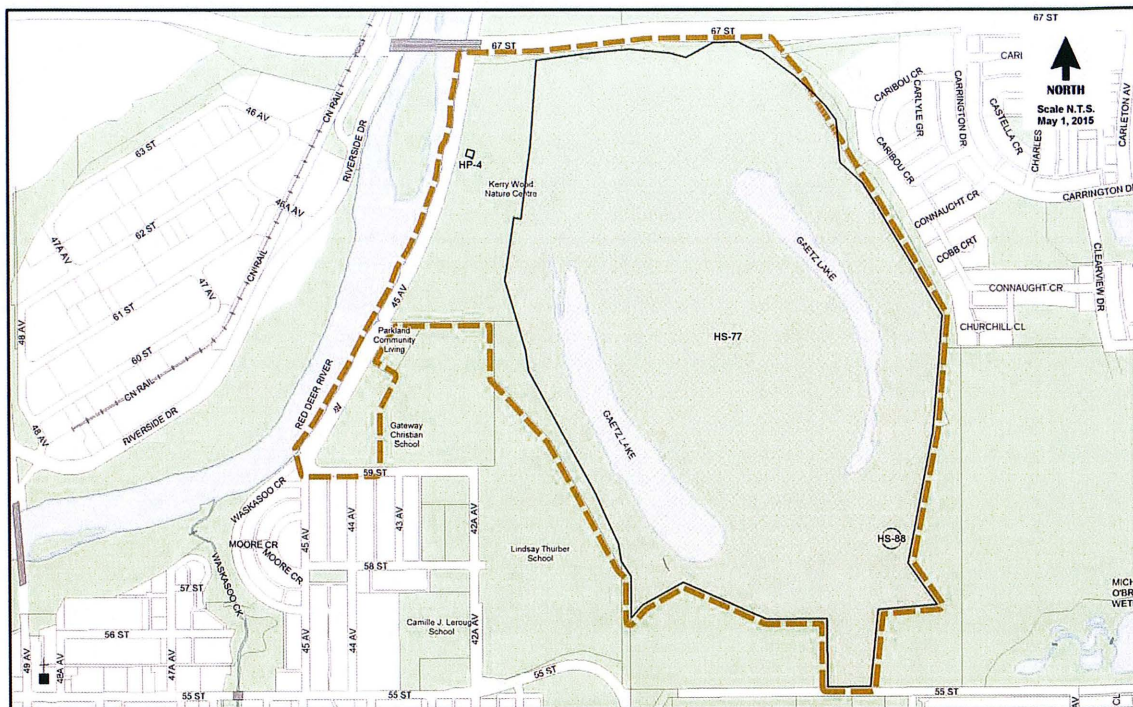 67 ST
67 ST
67 ST
NORTH
Scale N.T.S.
May 1, 2015
CARIBOU CR
CARLYLE GR
CARRINGTON DR
CASTELLA CR
CHARLES
CARLETON AV
CARIBOU CR
CARRINGTON DR
CONNAUGHT CR
COBB CRT
CONNAUGHT CR
CLEARVIEW DR
CHURCHILL CL
46 AV
63 ST
CN RAIL
RIVERSIDE DR
HP-4
Kerry Wood
Nature Centre
46A AV
62 ST
47A AV
CN RAIL
47 AV
61 ST
60 ST
48 AV
CN RAIL
RIVERSIDE DR
48 AV
45 AV
GAETZ LAKE
HS-77
Parkland
Community
Living
RED DEER RIVER
Gateway
Christian
School
GAETZ LAKE
59 ST
WASKASOO CR
45 AV
44 AV
43 AV
42A AV
HS-88
MOORE CR
MOORE CR
58 ST
Lindsay Thurber
School
WASKASOO CK
57 ST
56 ST
49 AV
48A AV
47A AV
45 AV
44 AV
Camille J. Leroug
School
42A AV
55 ST
55 ST
55 ST
MICH
O'BR
WET
AV
CL